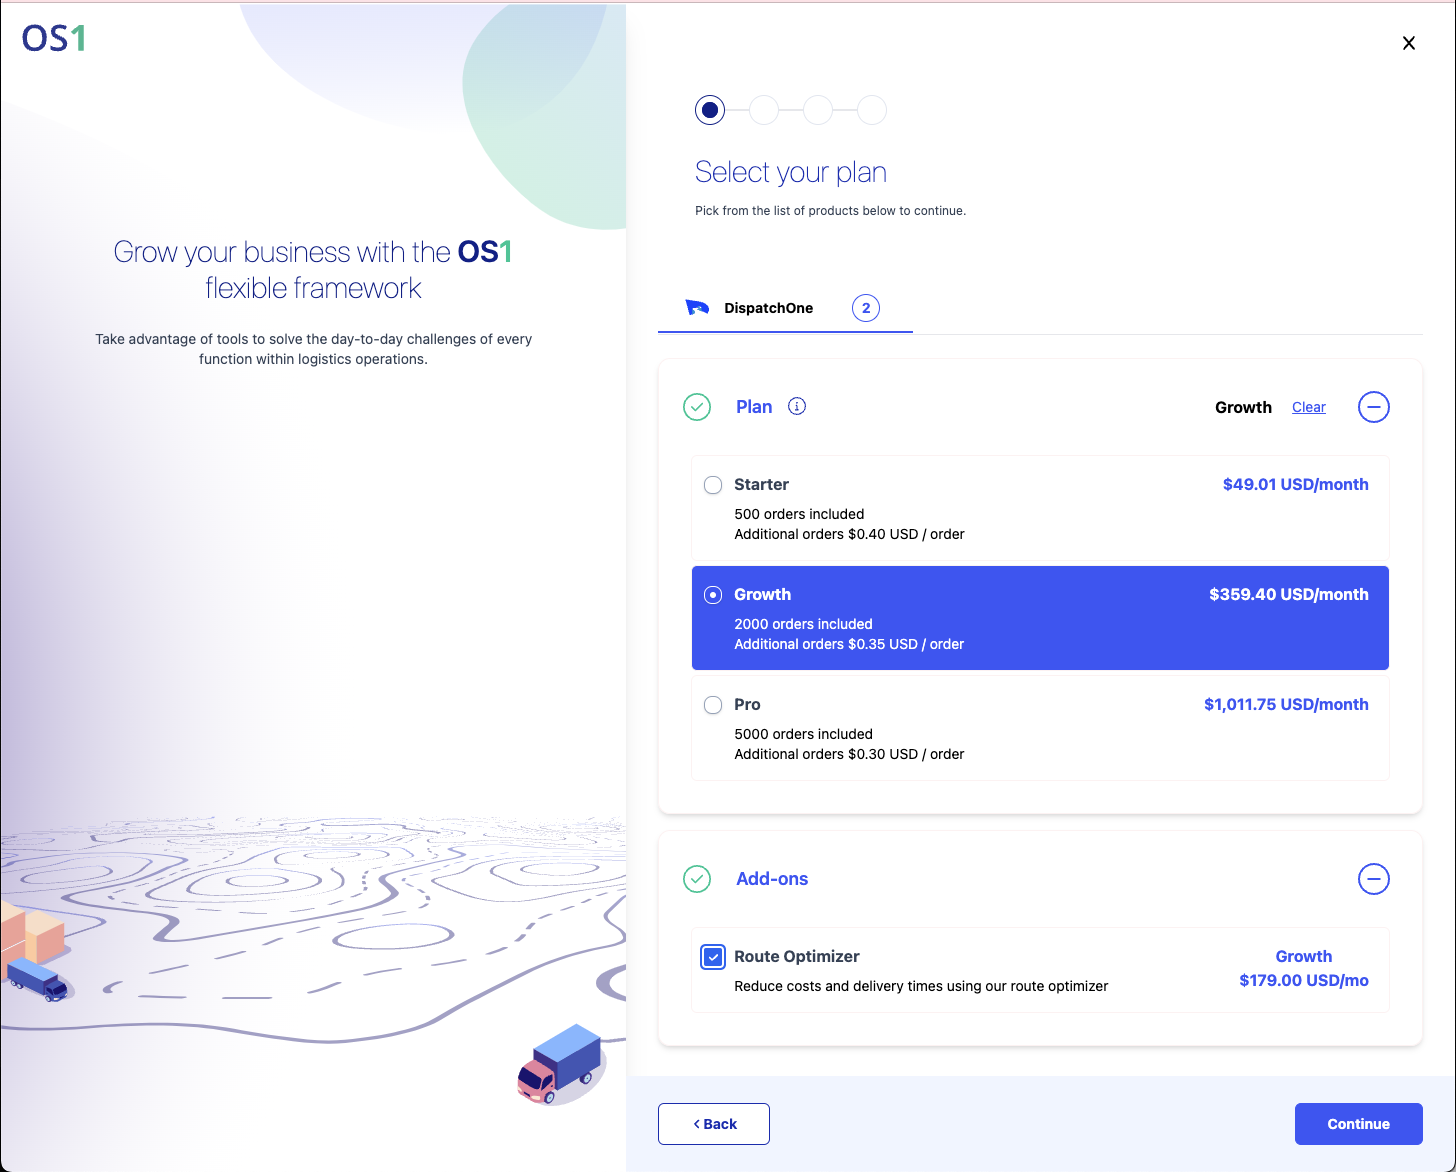 OS1
Grow your business with the OS1
flexible framework
Take advantage of tools to solve the day-to-day challenges of every
function within logistics operations.
X
Select your plan
Pick from the list of products below to continue.
DispatchOne 2
Plan i Growth Clear
Starter $49.01 USD/month
500 orders included
Additional orders $0.40 USD / order
Growth $359.40 USD/month
2000 orders included
Additional orders $0.35 USD / order
Pro $1,011.75 USD/month
5000 orders included
Additional orders $0.30 USD / order
Add-ons
Route Optimizer Growth
$179.00 USD/mo
Reduce costs and delivery times using our route optimizer
< Back Continue